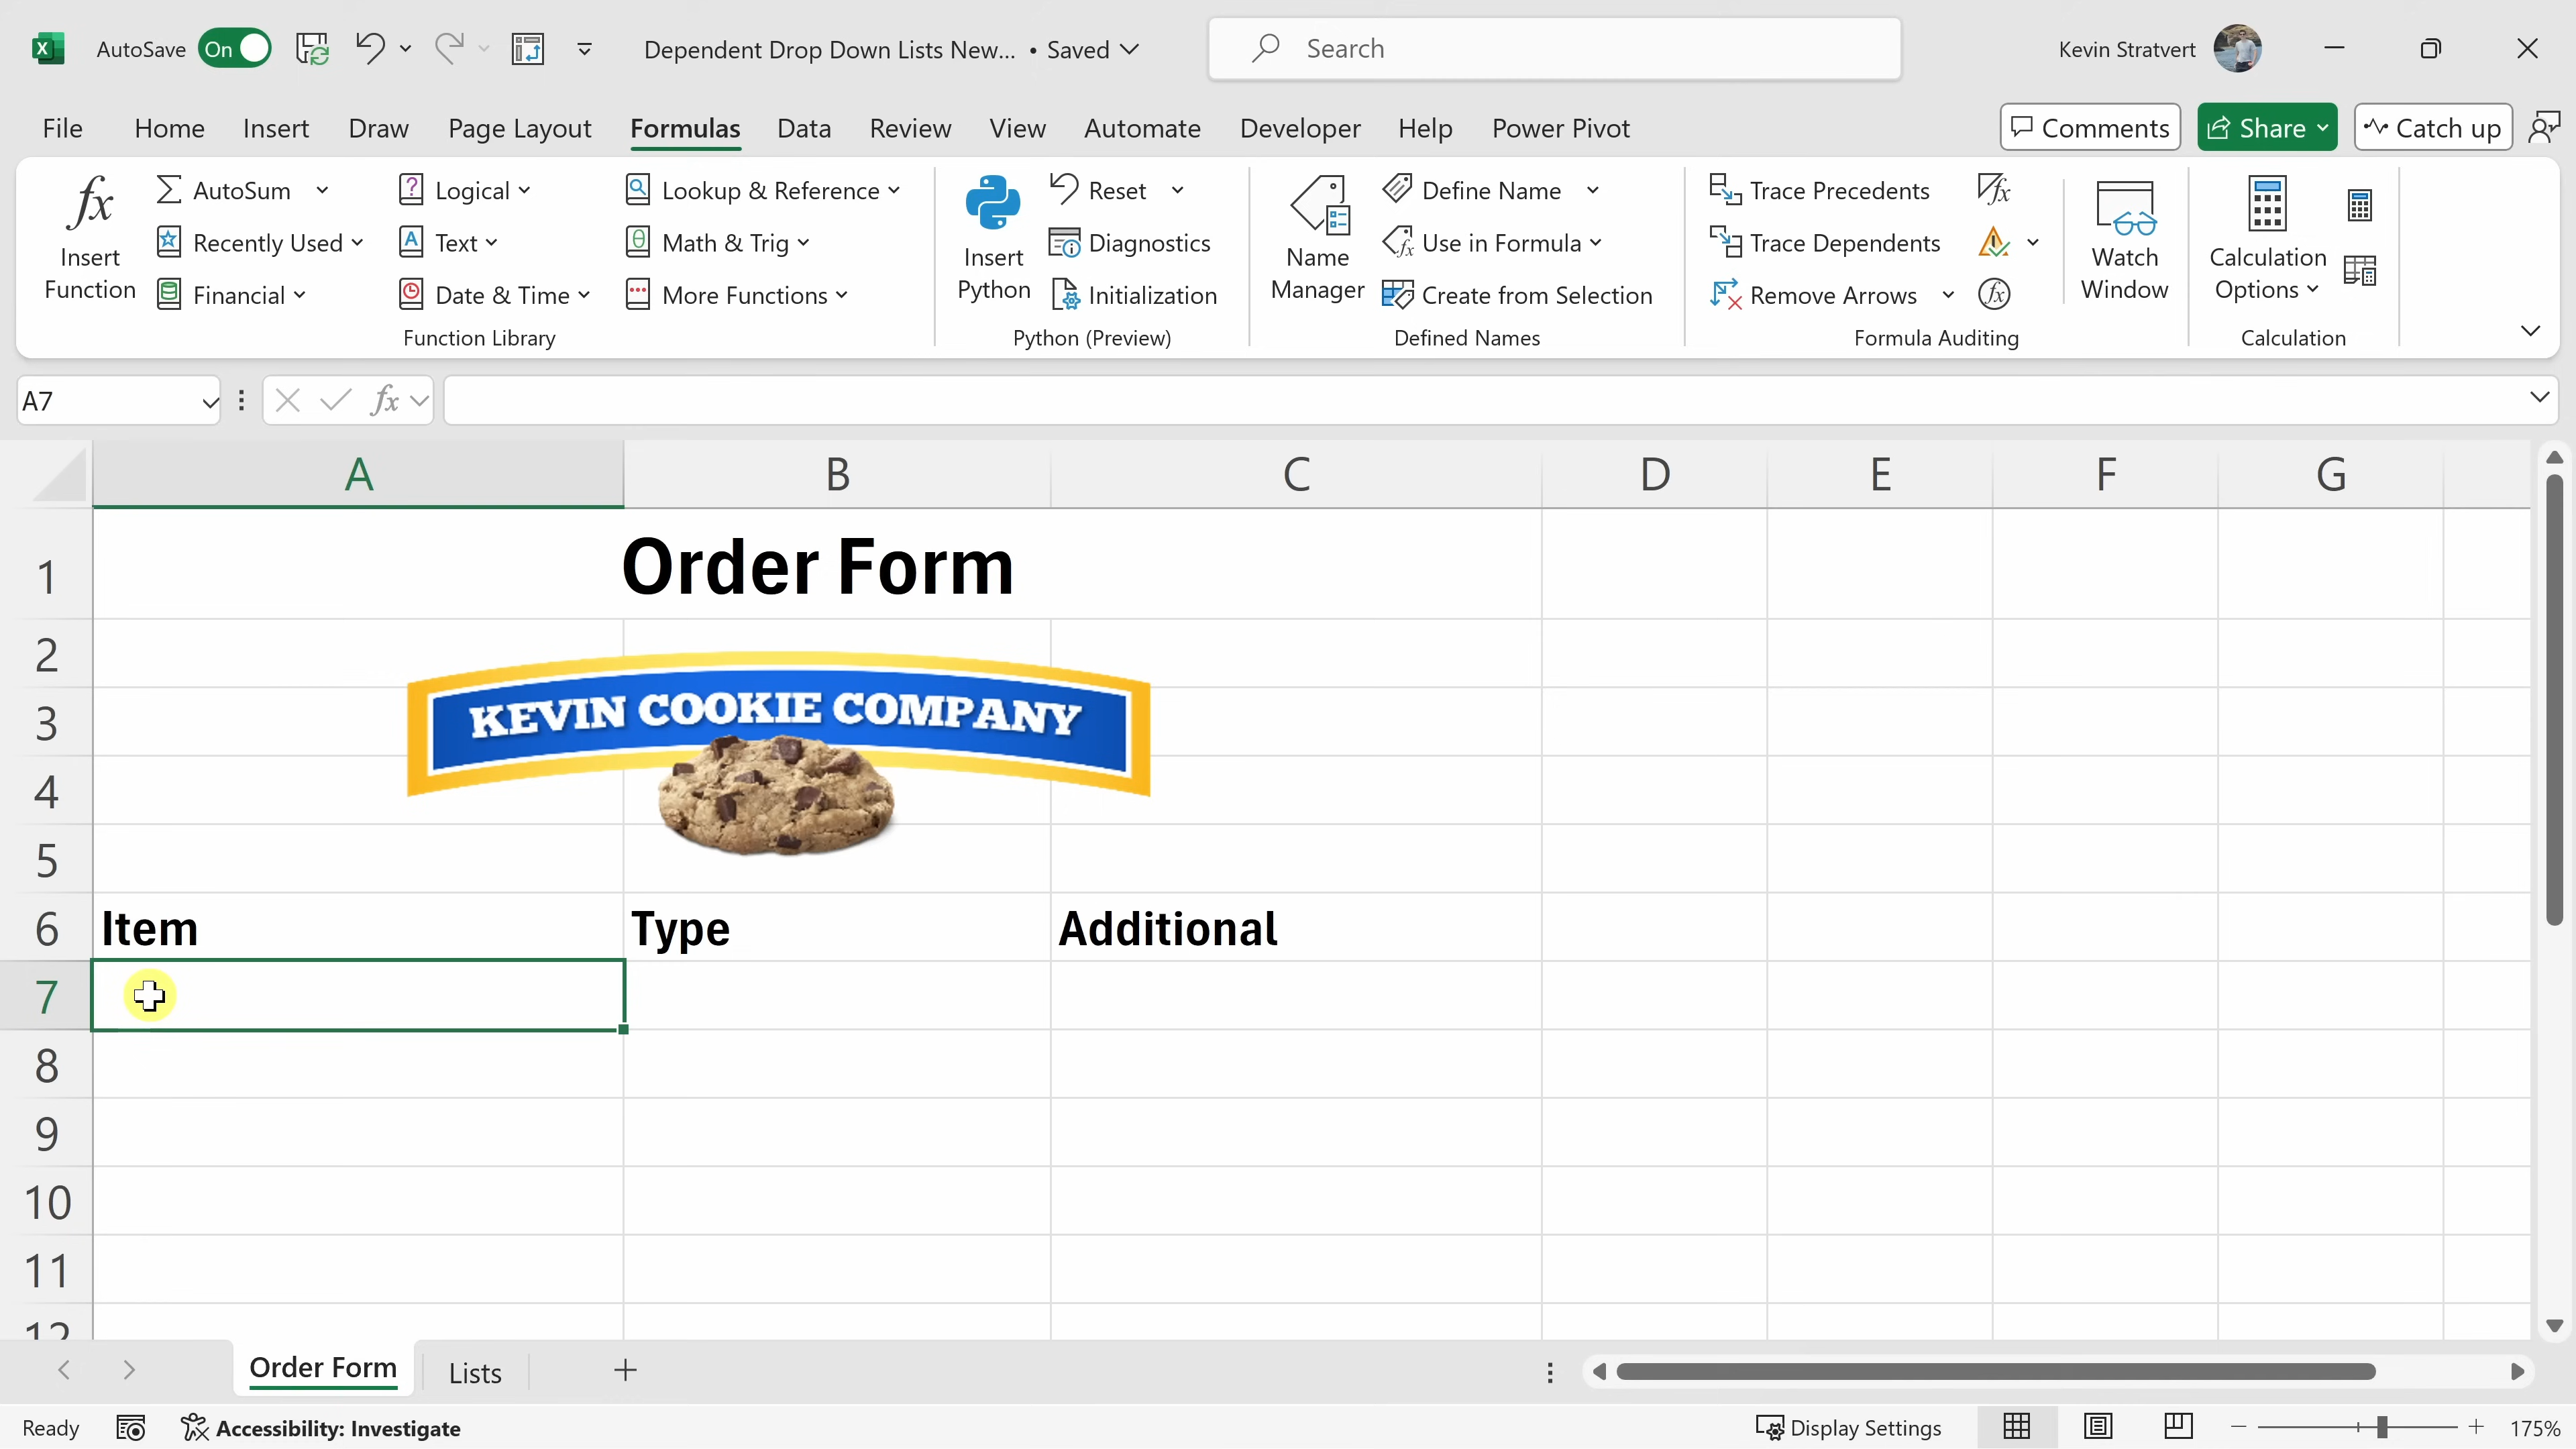 AutoSave On Dependent Drop Down Lists New... • Saved Search Kevin Stratvert
File Home Insert Draw Page Layout Formulas Data Review View Automate Developer Help Power Pivot Comments Share Catch up
Insert Function
AutoSum
Recently Used
Financial
Logical
Text
Date & Time
Lookup & Reference
Math & Trig
More Functions
Function Library
Insert Python
Reset
Diagnostics
Initialization
Python (Preview)
Name Manager
Define Name
Use in Formula
Create from Selection
Defined Names
Trace Precedents
Trace Dependents
Remove Arrows
Formula Auditing
Watch Window
Calculation Options
Calculation
A7
A B C D E F G
1 Order Form
2
3 KEVIN COOKIE COMPANY
4
5
6 Item Type Additional
7
8
9
10
11
12
Order Form Lists
Ready Accessibility: Investigate Display Settings 175%